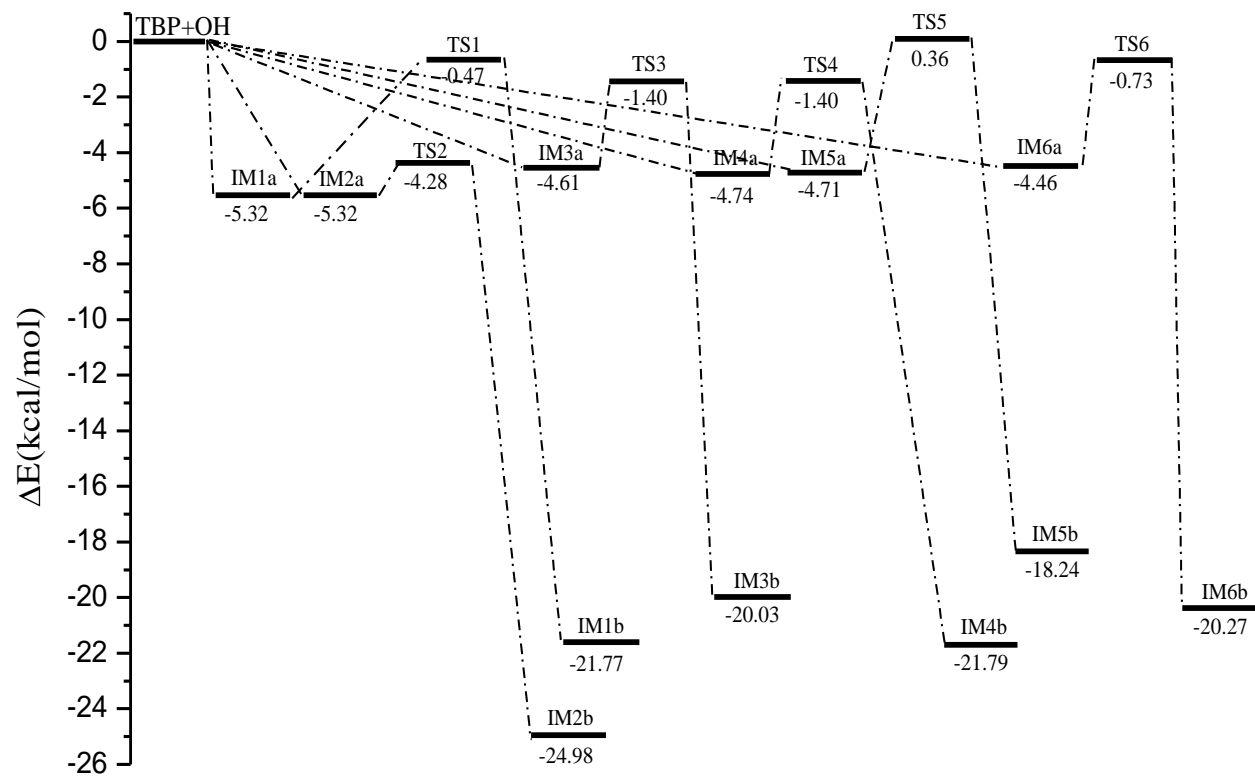 TBP+OH
TS1
-0.47
TS2
-4.28
TS3
-1.40
TS4
-1.40
TS5
0.36
TS6
-0.73
IM1a
-5.32
IM2a
-5.32
IM3a
-4.61
IM4a
-4.74
IM5a
-4.71
IM6a
-4.46
IM1b
-21.77
IM2b
-24.98
IM3b
-20.03
IM4b
-21.79
IM5b
-18.24
IM6b
-20.27
0
-2
-4
-6
-8
-10
-12
-14
-16
-18
-20
-22
-24
-26
ΔE(kcal/mol)